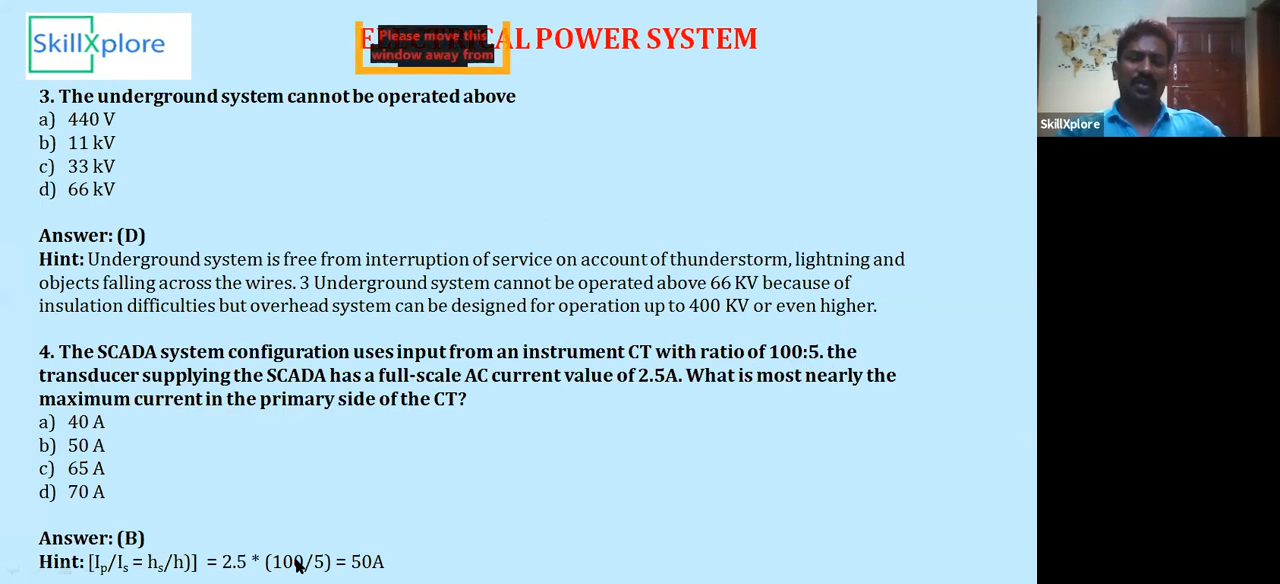 SkillXplore
ELECTRICAL POWER SYSTEM
Please move this
window away from
3. The underground system cannot be operated above
a) 440 V
b) 11 kV
c) 33 kV
d) 66 kV
Answer: (D)
Hint: Underground system is free from interruption of service on account of thunderstorm, lightning and
objects falling across the wires. 3 Underground system cannot be operated above 66 KV because of
insulation difficulties but overhead system can be designed for operation up to 400 KV or even higher.
4. The SCADA system configuration uses input from an instrument CT with ratio of 100:5. the
transducer supplying the SCADA has a full-scale AC current value of 2.5A. What is most nearly the
maximum current in the primary side of the CT?
a) 40 A
b) 50 A
c) 65 A
d) 70 A
Answer: (B)
Hint: [Ip/Is = hs/h)] = 2.5 * (100/5) = 50A
SkillXplore